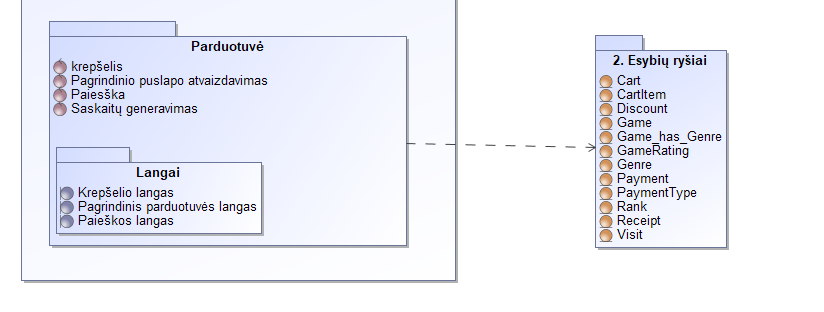 Parduotuvė
krepšelis
Pagrindinio puslapo atvaizdavimas
Paiesška
Saskaitų generavimas
Langai
Krepšelio langas
Pagrindinis parduotuvės langas
Paieškos langas
2. Esybių ryšiai
Cart
CartItem
Discount
Game
Game_has_Genre
GameRating
Genre
Payment
PaymentType
Rank
Receipt
Visit